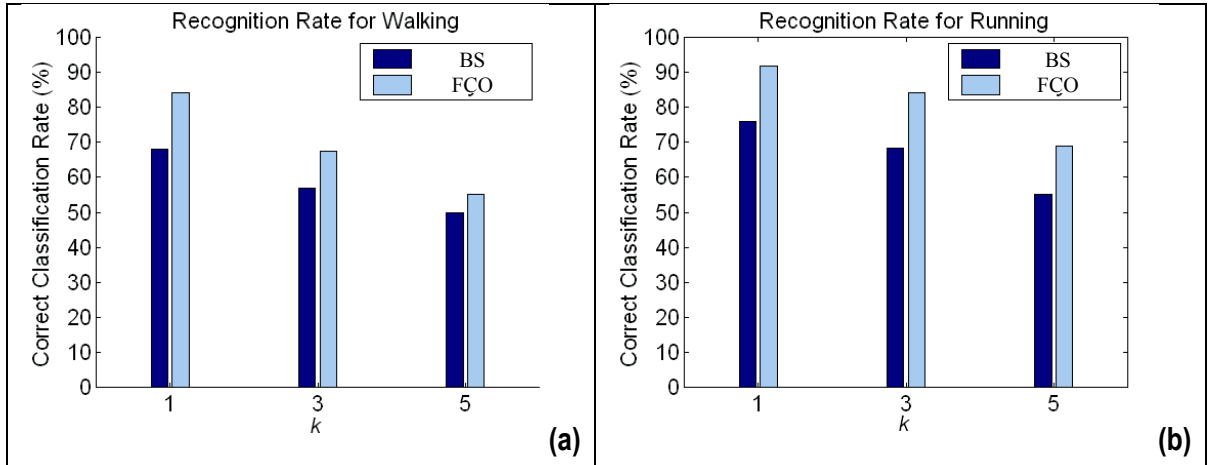 Recognition Rate for Walking
100
90
80
70
60
50
40
30
20
10
0
Correct Classification Rate (%)
BS
FÇO
1 3 5
k
(a)
Recognition Rate for Running
100
90
80
70
60
50
40
30
20
10
0
Correct Classification Rate (%)
BS
FÇO
1 3 5
k
(b)